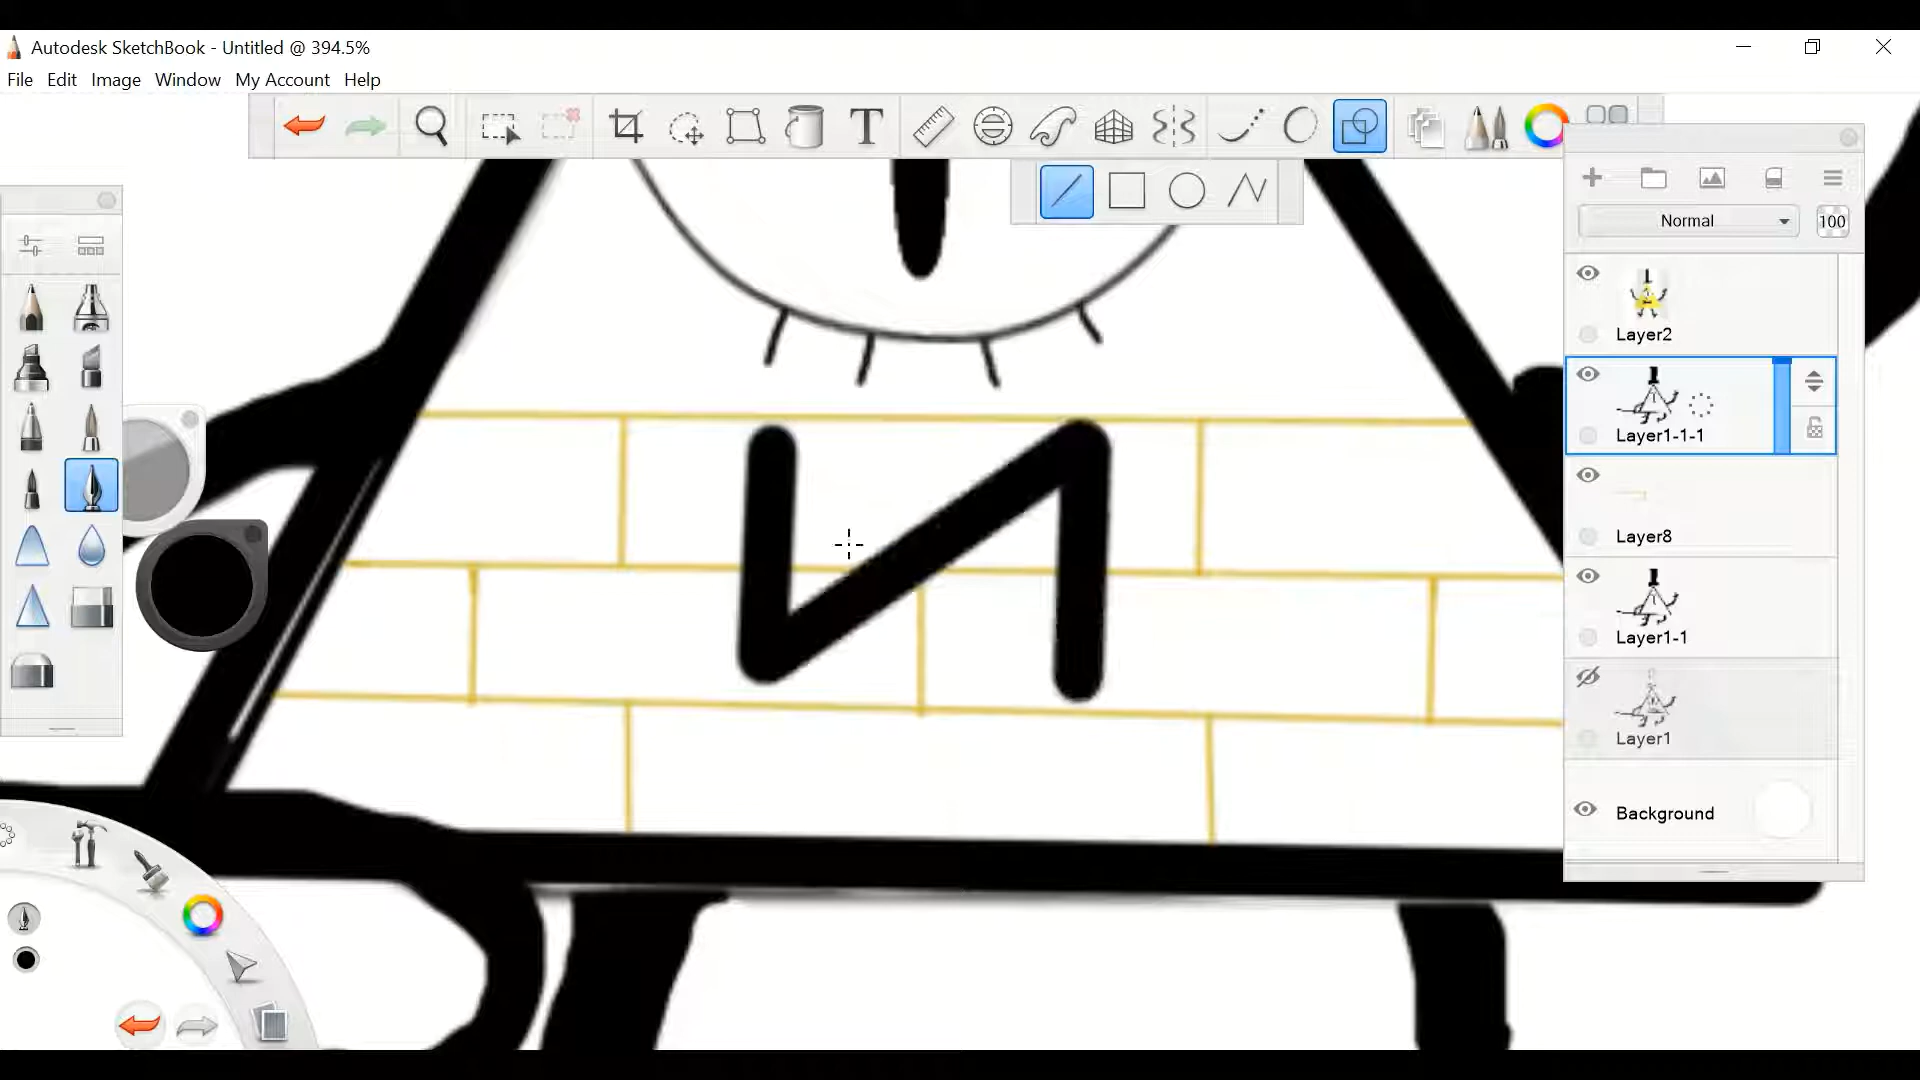 Autodesk SketchBook - Untitled @ 394.5%
File Edit Image Window My Account Help
T
Normal 100
Layer2
Layer1-1-1
Layer8
Layer1-1
Layer1
Background